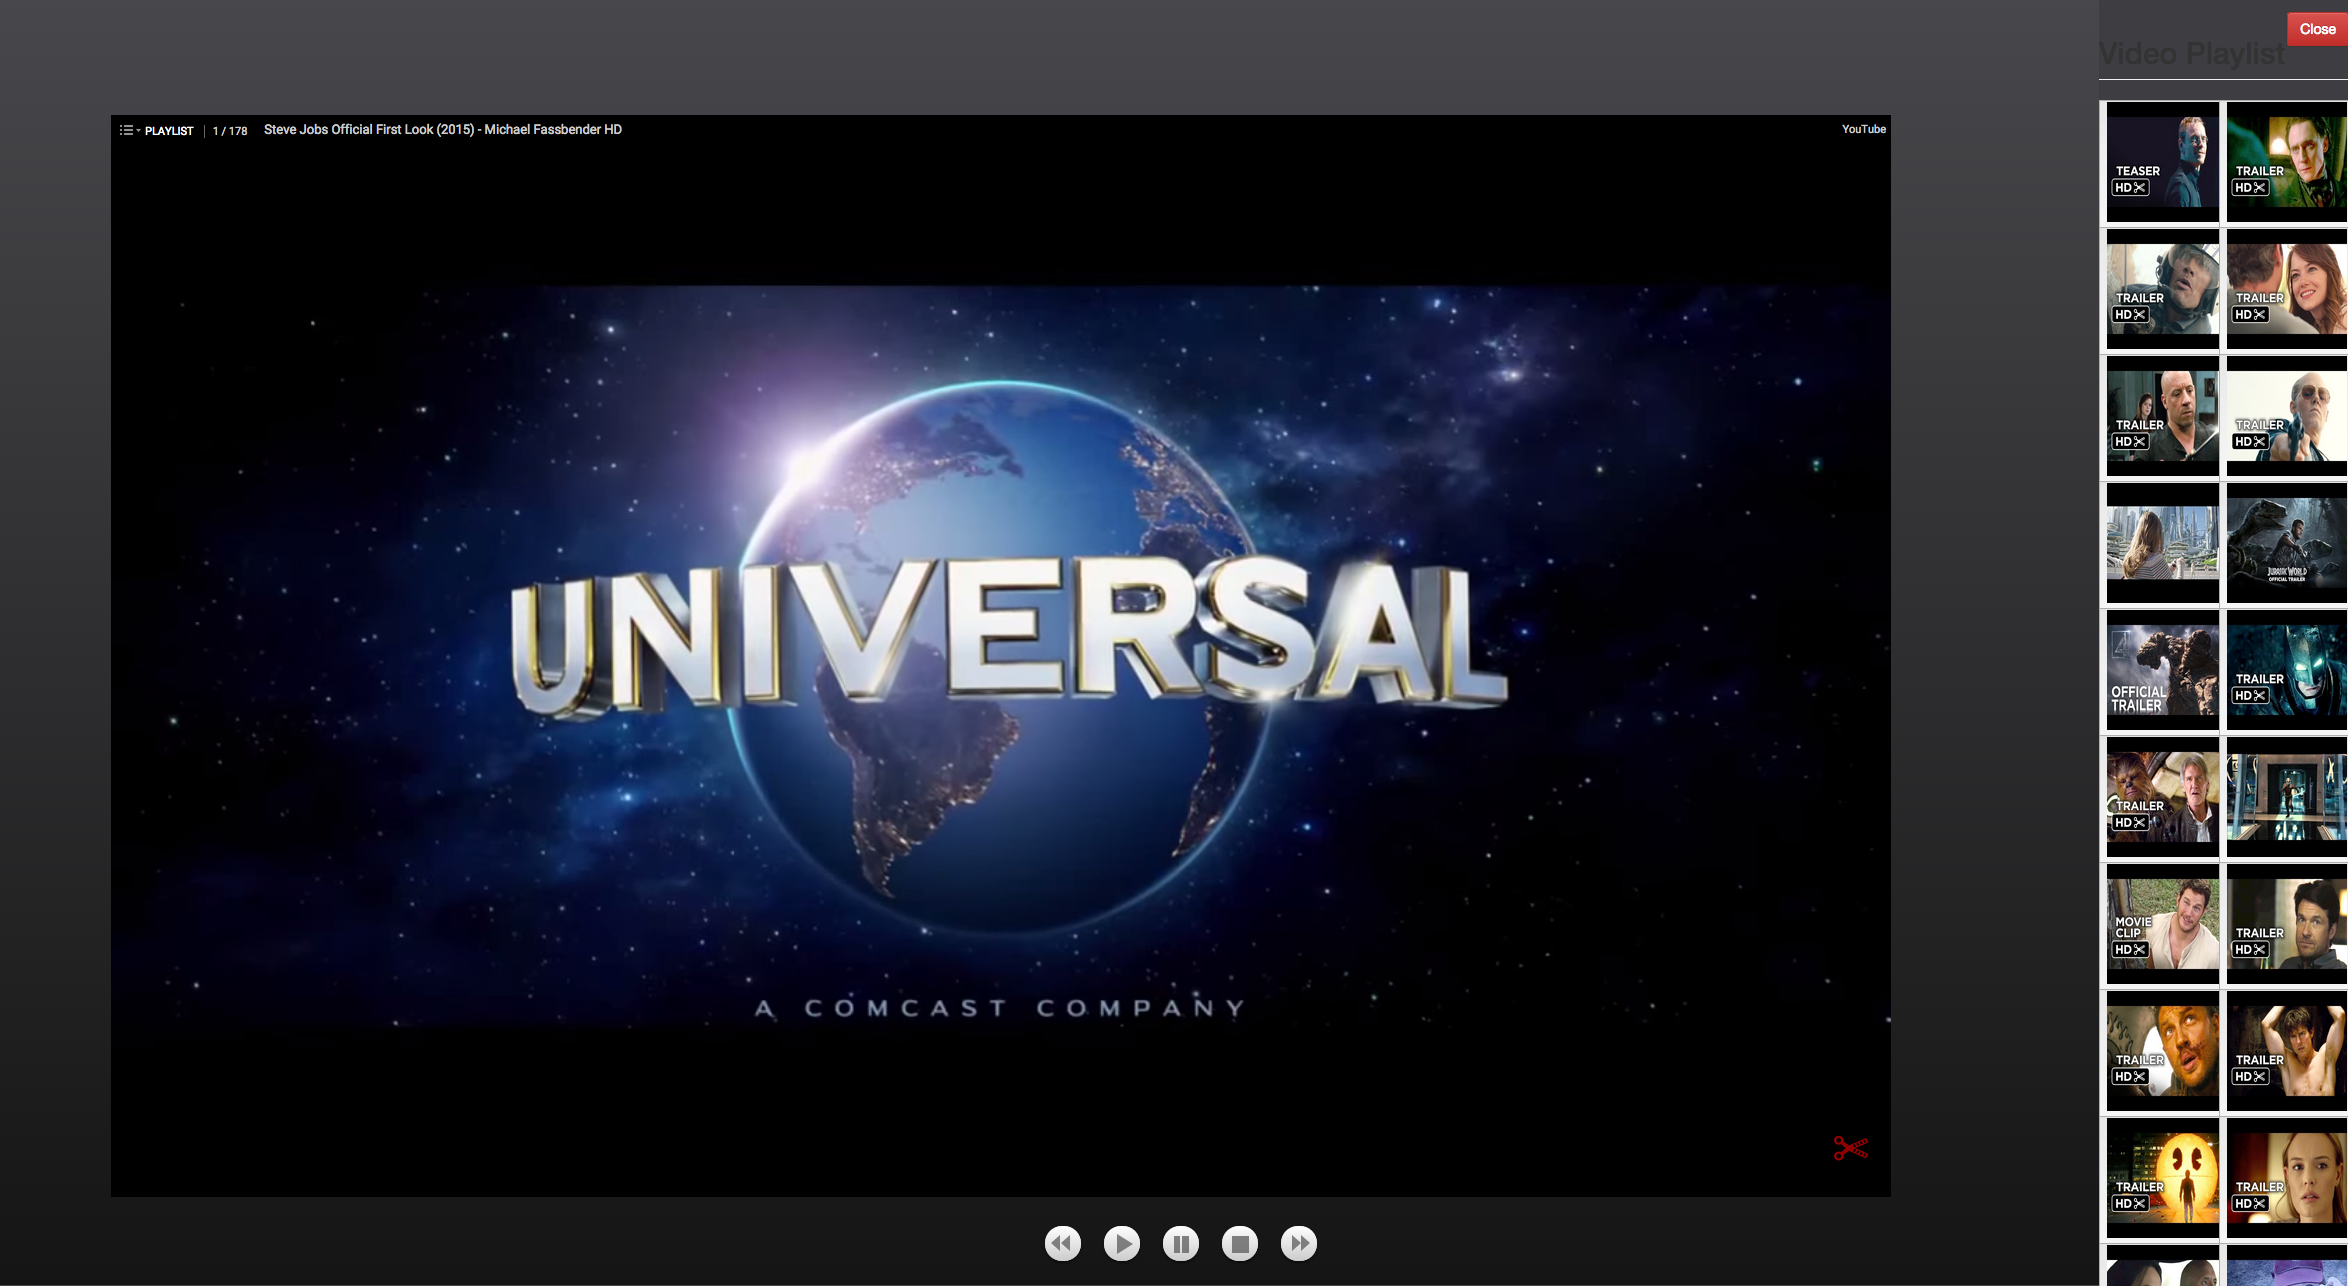 Close
Video Playlist
PLAYLIST | 1 / 178 Steve Jobs Official First Look (2015) - Michael Fassbender HD
YouTube
UNIVERSAL
A COMCAST COMPANY
TEASER
HD
TRAILER
HD
TRAILER
HD
TRAILER
HD
TRAILER
HD
TRAILER
HD
JURASSIC WORLD
OFFICIAL TRAILER
4
OFFICIAL
TRAILER
TRAILER
HD
TRAILER
HD
MOVIE
CLIP
HD
TRAILER
HD
TRAILER
HD
TRAILER
HD
TRAILER
HD
TRAILER
HD